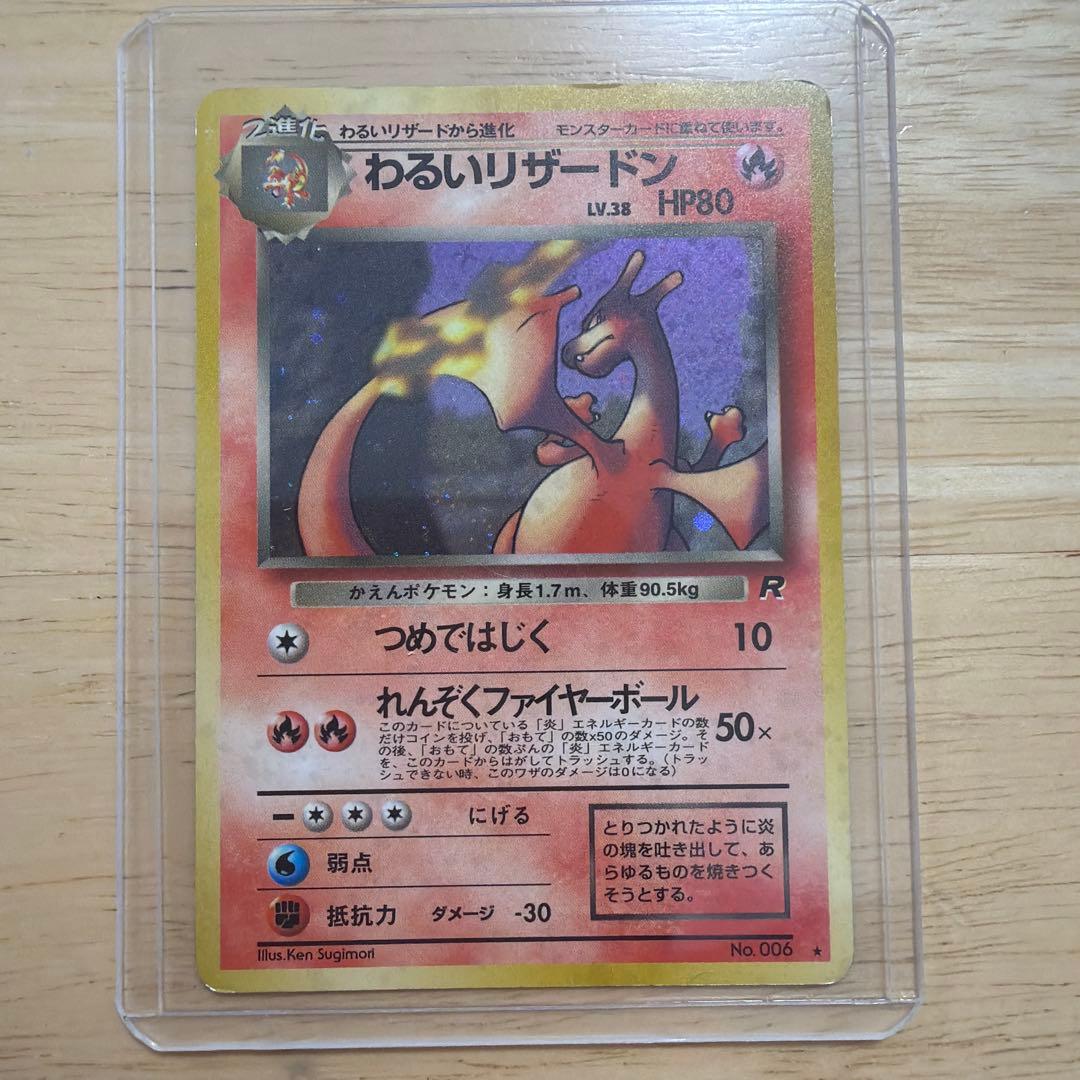 2進化
わるいリザードから進化 モンスターカードに重ねて使います。
わるいリザードン
LV.38 HP80
かえんポケモン：身長1.7m、体重90.5kg
R
つめではじく 10
れんぞくファイヤーボール
このカードについている「炎」エネルギーカードの数
だけコインを投げ、「おもて」の数x50のダメージ。そ
の後、「おもて」の数ぶんの「炎」エネルギーカード
を、このカードからはがしてトラッシュする。（トラッ
シュできない時、このワザのダメージは0になる）
50×
にげる
弱点
抵抗力 ダメージ -30
とりつかれたように炎
の塊を吐き出して、あ
らゆるものを焼きつく
そうとする。
Illus.Ken Sugimori
No. 006 ★